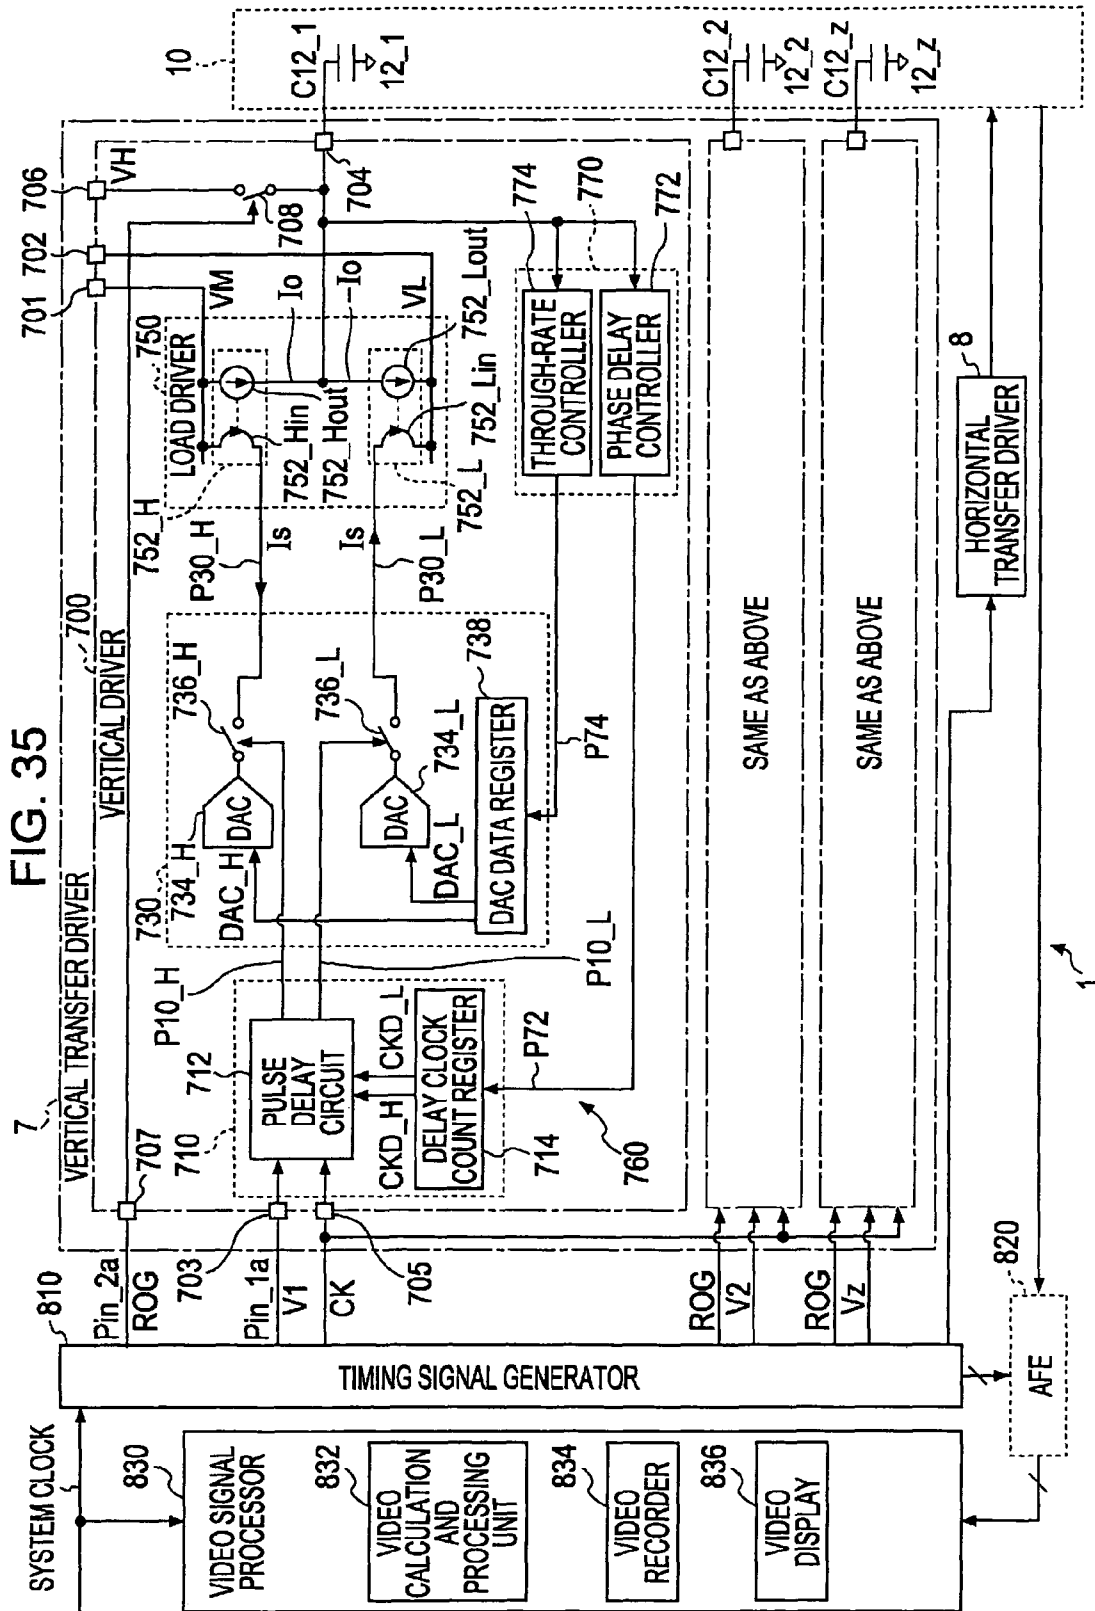 FIG. 35
SYSTEM CLOCK
830
VIDEO SIGNAL
PROCESSOR
832
VIDEO
CALCULATION
AND
PROCESSING
UNIT
834
VIDEO
RECORDER
836
VIDEO
DISPLAY
810
TIMING SIGNAL GENERATOR
820
AFE
Pin_2a
ROG
Pin_1a
V1
CK
ROG
V2
ROG
Vz
7
VERTICAL TRANSFER DRIVER
700
VERTICAL DRIVER
707
703
705
710
712
PULSE
DELAY
CIRCUIT
CKD_H
CKD_L
DELAY CLOCK
COUNT REGISTER
714
P10_H
P10_L
P72
760
730
734_H
DAC
736_H
DAC_H
736_L
734_L
DAC
DAC_L
738
DAC DATA REGISTER
P74
P30_H
Is
Is
P30_L
752_H
750
LOAD DRIVER
752_Hin
752_Hout
752_L
752_Lin
752_Lout
701
702
706
VM
VH
VL
Io
-Io
708
704
774
770
772
THROUGH-RATE
CONTROLLER
PHASE DELAY
CONTROLLER
10
C12_1
12_1
C12_2
12_2
C12_z
12_z
SAME AS ABOVE
SAME AS ABOVE
8
HORIZONTAL
TRANSFER DRIVER
1